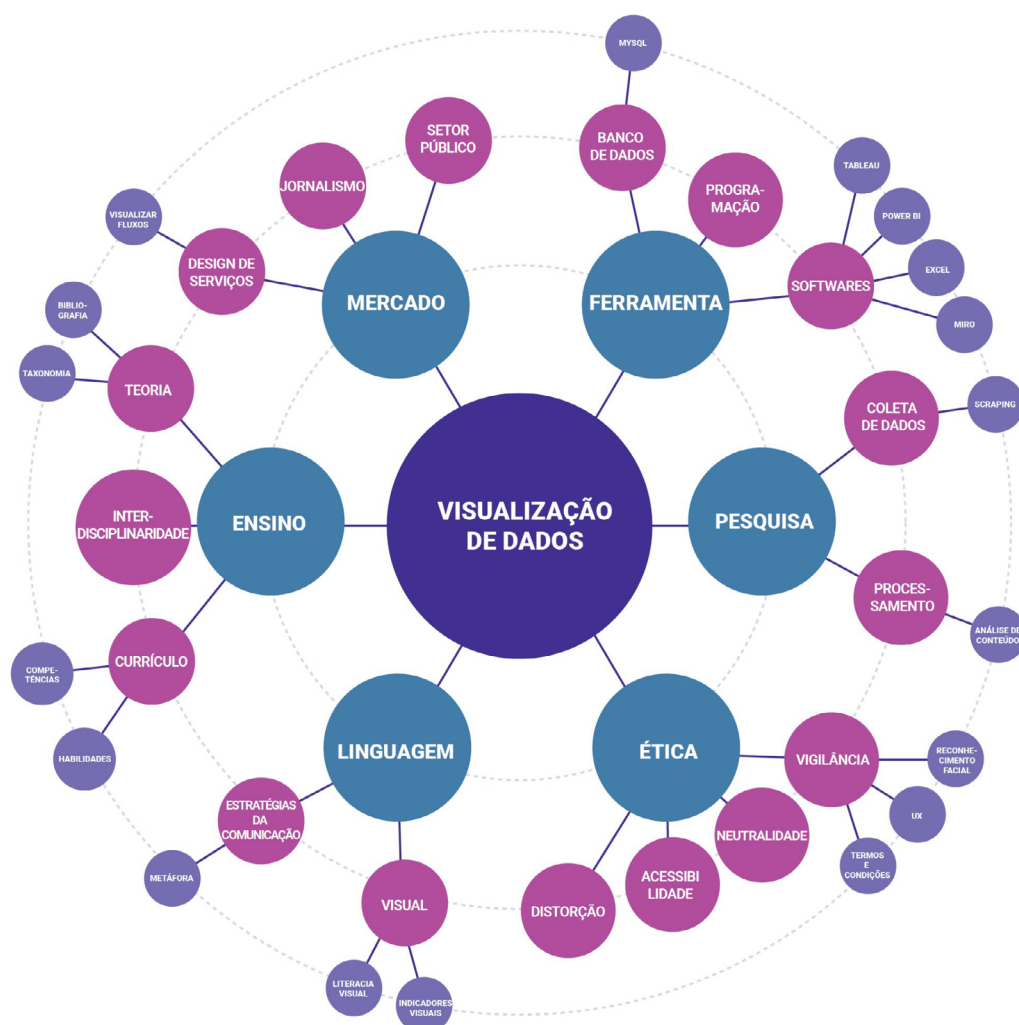 MYSQL
SETOR
PÚBLICO
BANCO
DE DADOS
TABLEAU
JORNALISMO
PROGRA-
MAÇÃO
VISUALIZAR
FLUXOS
POWER BI
DESIGN DE
SERVIÇOS
SOFTWARES
EXCEL
MERCADO
FERRAMENTA
BIBLIO-
GRAFIA
MIRO
TAXONOMIA
TEORIA
COLETA
DE DADOS
SCRAPING
INTER-
DISCIPLINARIDADE
ENSINO
VISUALIZAÇÃO
DE DADOS
PESQUISA
PROCES-
SAMENTO
ANÁLISE DE
CONTEÚDO
COMPE-
TÊNCIAS
CURRÍCULO
HABILIDADES
LINGUAGEM
ÉTICA
VIGILÂNCIA
RECONHE-
CIMENTO
FACIAL
ESTRATÉGIAS
DA
COMUNICAÇÃO
NEUTRALIDADE
UX
METÁFORA
TERMOS
E
CONDIÇÕES
VISUAL
DISTORÇÃO
ACESSIBI
LIDADE
LITERACIA
VISUAL
INDICADORES
VISUAIS